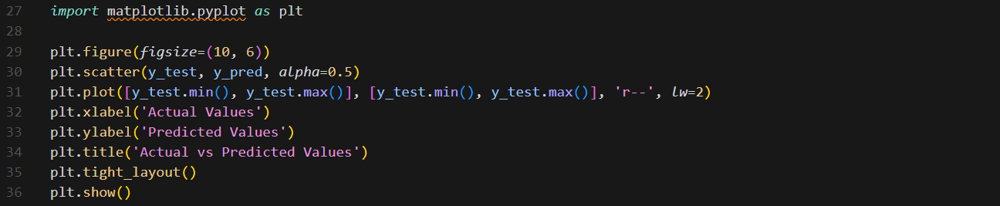 27 import matplotlib.pyplot as plt
28
29 plt.figure(figsize=(10, 6))
30 plt.scatter(y_test, y_pred, alpha=0.5)
31 plt.plot([y_test.min(), y_test.max()], [y_test.min(), y_test.max()], 'r--', lw=2)
32 plt.xlabel('Actual Values')
33 plt.ylabel('Predicted Values')
34 plt.title('Actual vs Predicted Values')
35 plt.tight_layout()
36 plt.show()